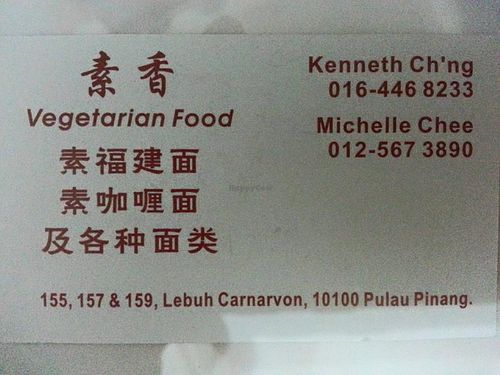 素香
Vegetarian Food
素福建面
素咖喱面
及各种面类
Kenneth Ch'ng
016-446 8233
Michelle Chee
012-567 3890
155, 157 & 159, Lebuh Carnarvon, 10100 Pulau Pinang.